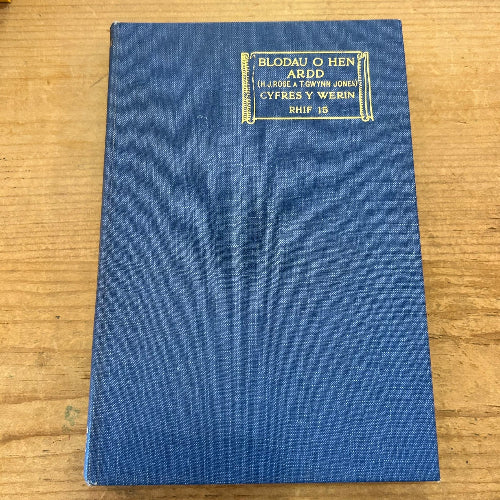 BLODAU O HEN
ARDD
(H.J.ROSE A T.GWYNN JONES)
CYFRES Y WERIN
RHIF 15